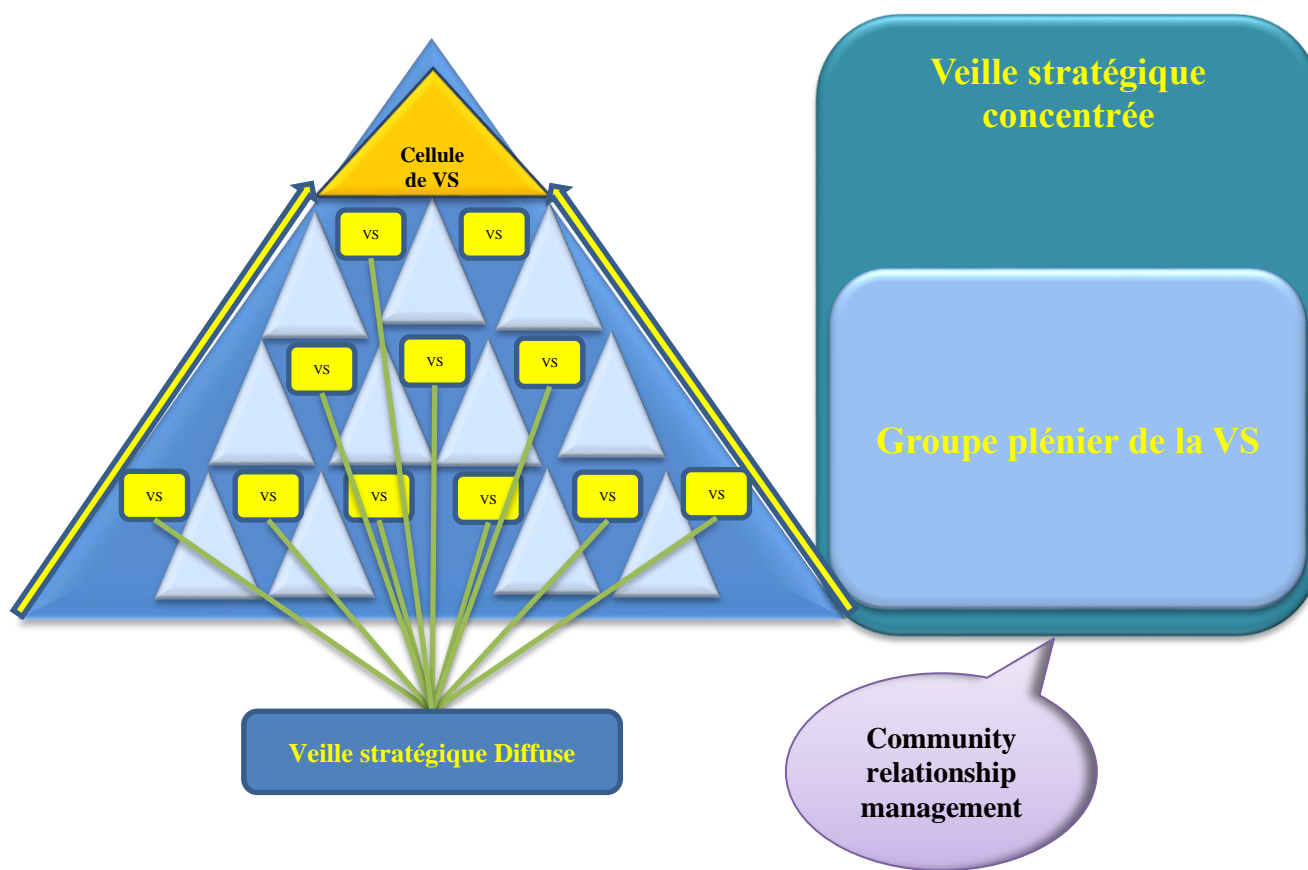 Veille stratégique
concentrée
Cellule
de VS
vs
vs
vs
vs
vs
Groupe plénier de la VS
vs
vs
vs
vs
vs
vs
Veille stratégique Diffuse
Community
relationship
management